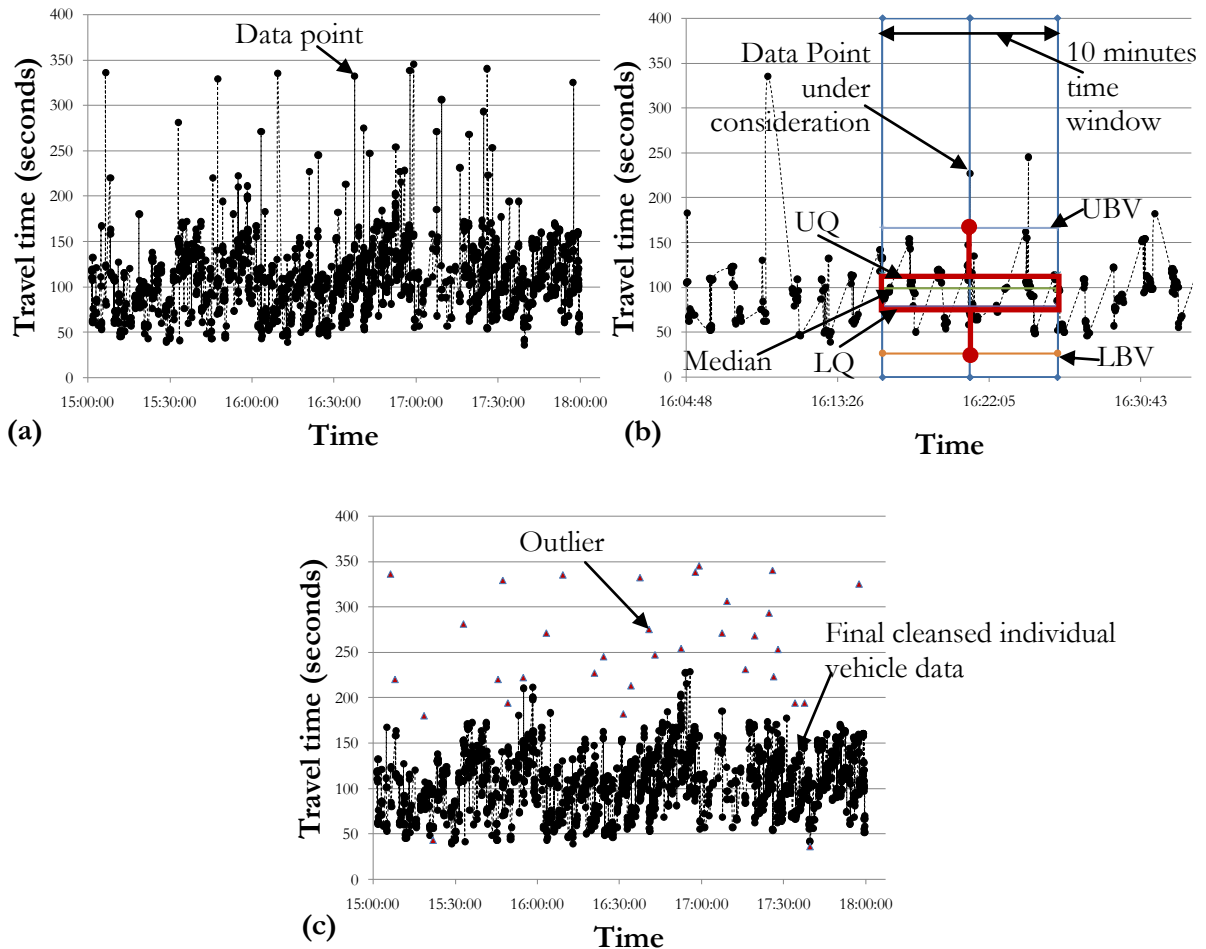 400
350
300
250
200
150
100
50
0
Travel time (seconds)
Data point
15:00:00 15:30:00 16:00:00 16:30:00 17:00:00 17:30:00 18:00:00
(a)
Time
400
350
300
250
200
150
100
50
0
Travel time (seconds)
Data Point
under
consideration
10 minutes
time
window
UQ
UBV
Median
LQ
LBV
16:04:48 16:13:26 16:22:05 16:30:43
(b)
Time
400
350
300
250
200
150
100
50
0
Travel time (seconds)
Outlier
Final cleansed individual
vehicle data
15:00:00 15:30:00 16:00:00 16:30:00 17:00:00 17:30:00 18:00:00
(c)
Time